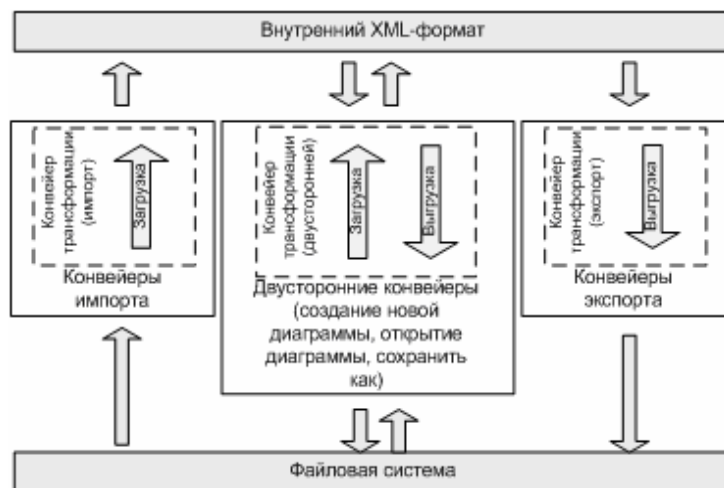 Внутренний XML-формат
Конвейер
трансформации
(импорт)
Загрузка
Конвейеры
импорта
Конвейер
трансформации
(двусторонней)
Загрузка
Выгрузка
Двусторонние конвейеры
(создание новой
диаграммы, открытие
диаграммы, сохранить
как)
Конвейер
трансформации
(экспорт)
Выгрузка
Конвейеры
экспорта
Файловая система